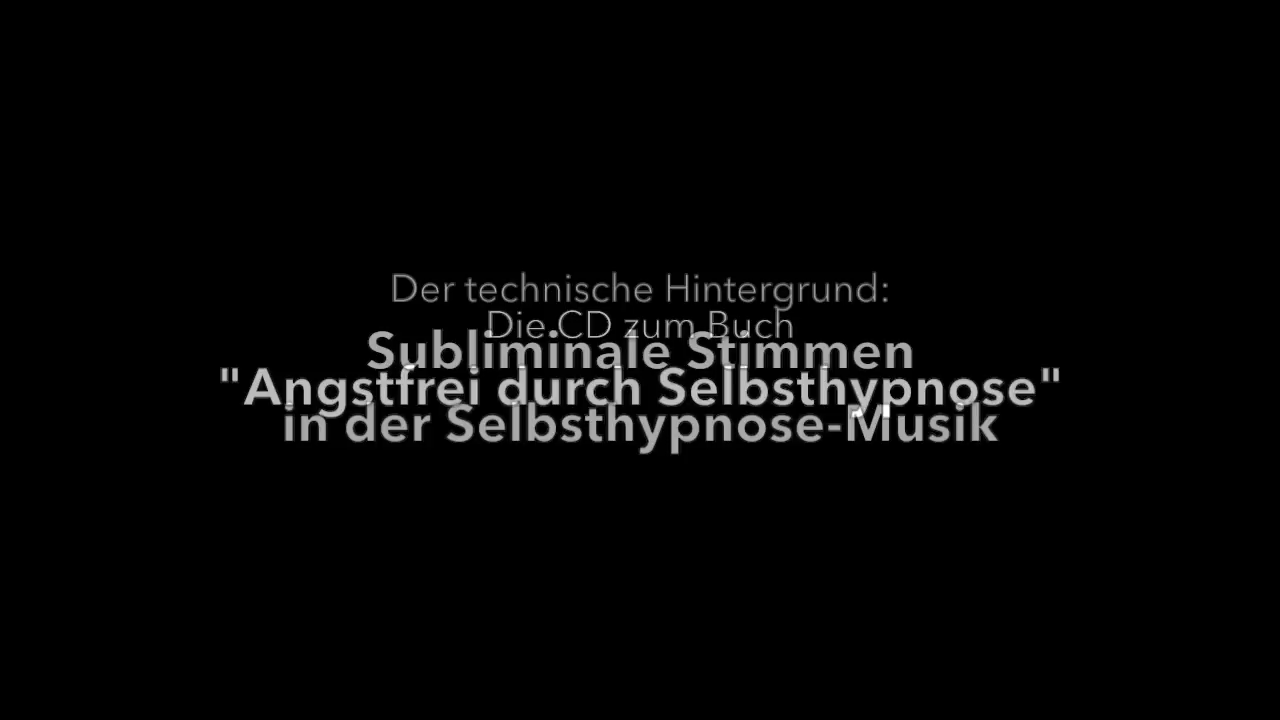 Der technische Hintergrund:
Die CD zum Buch
Subliminale Stimmen
"Angstfrei durch Selbsthypnose"
in der Selbsthypnose-Musik